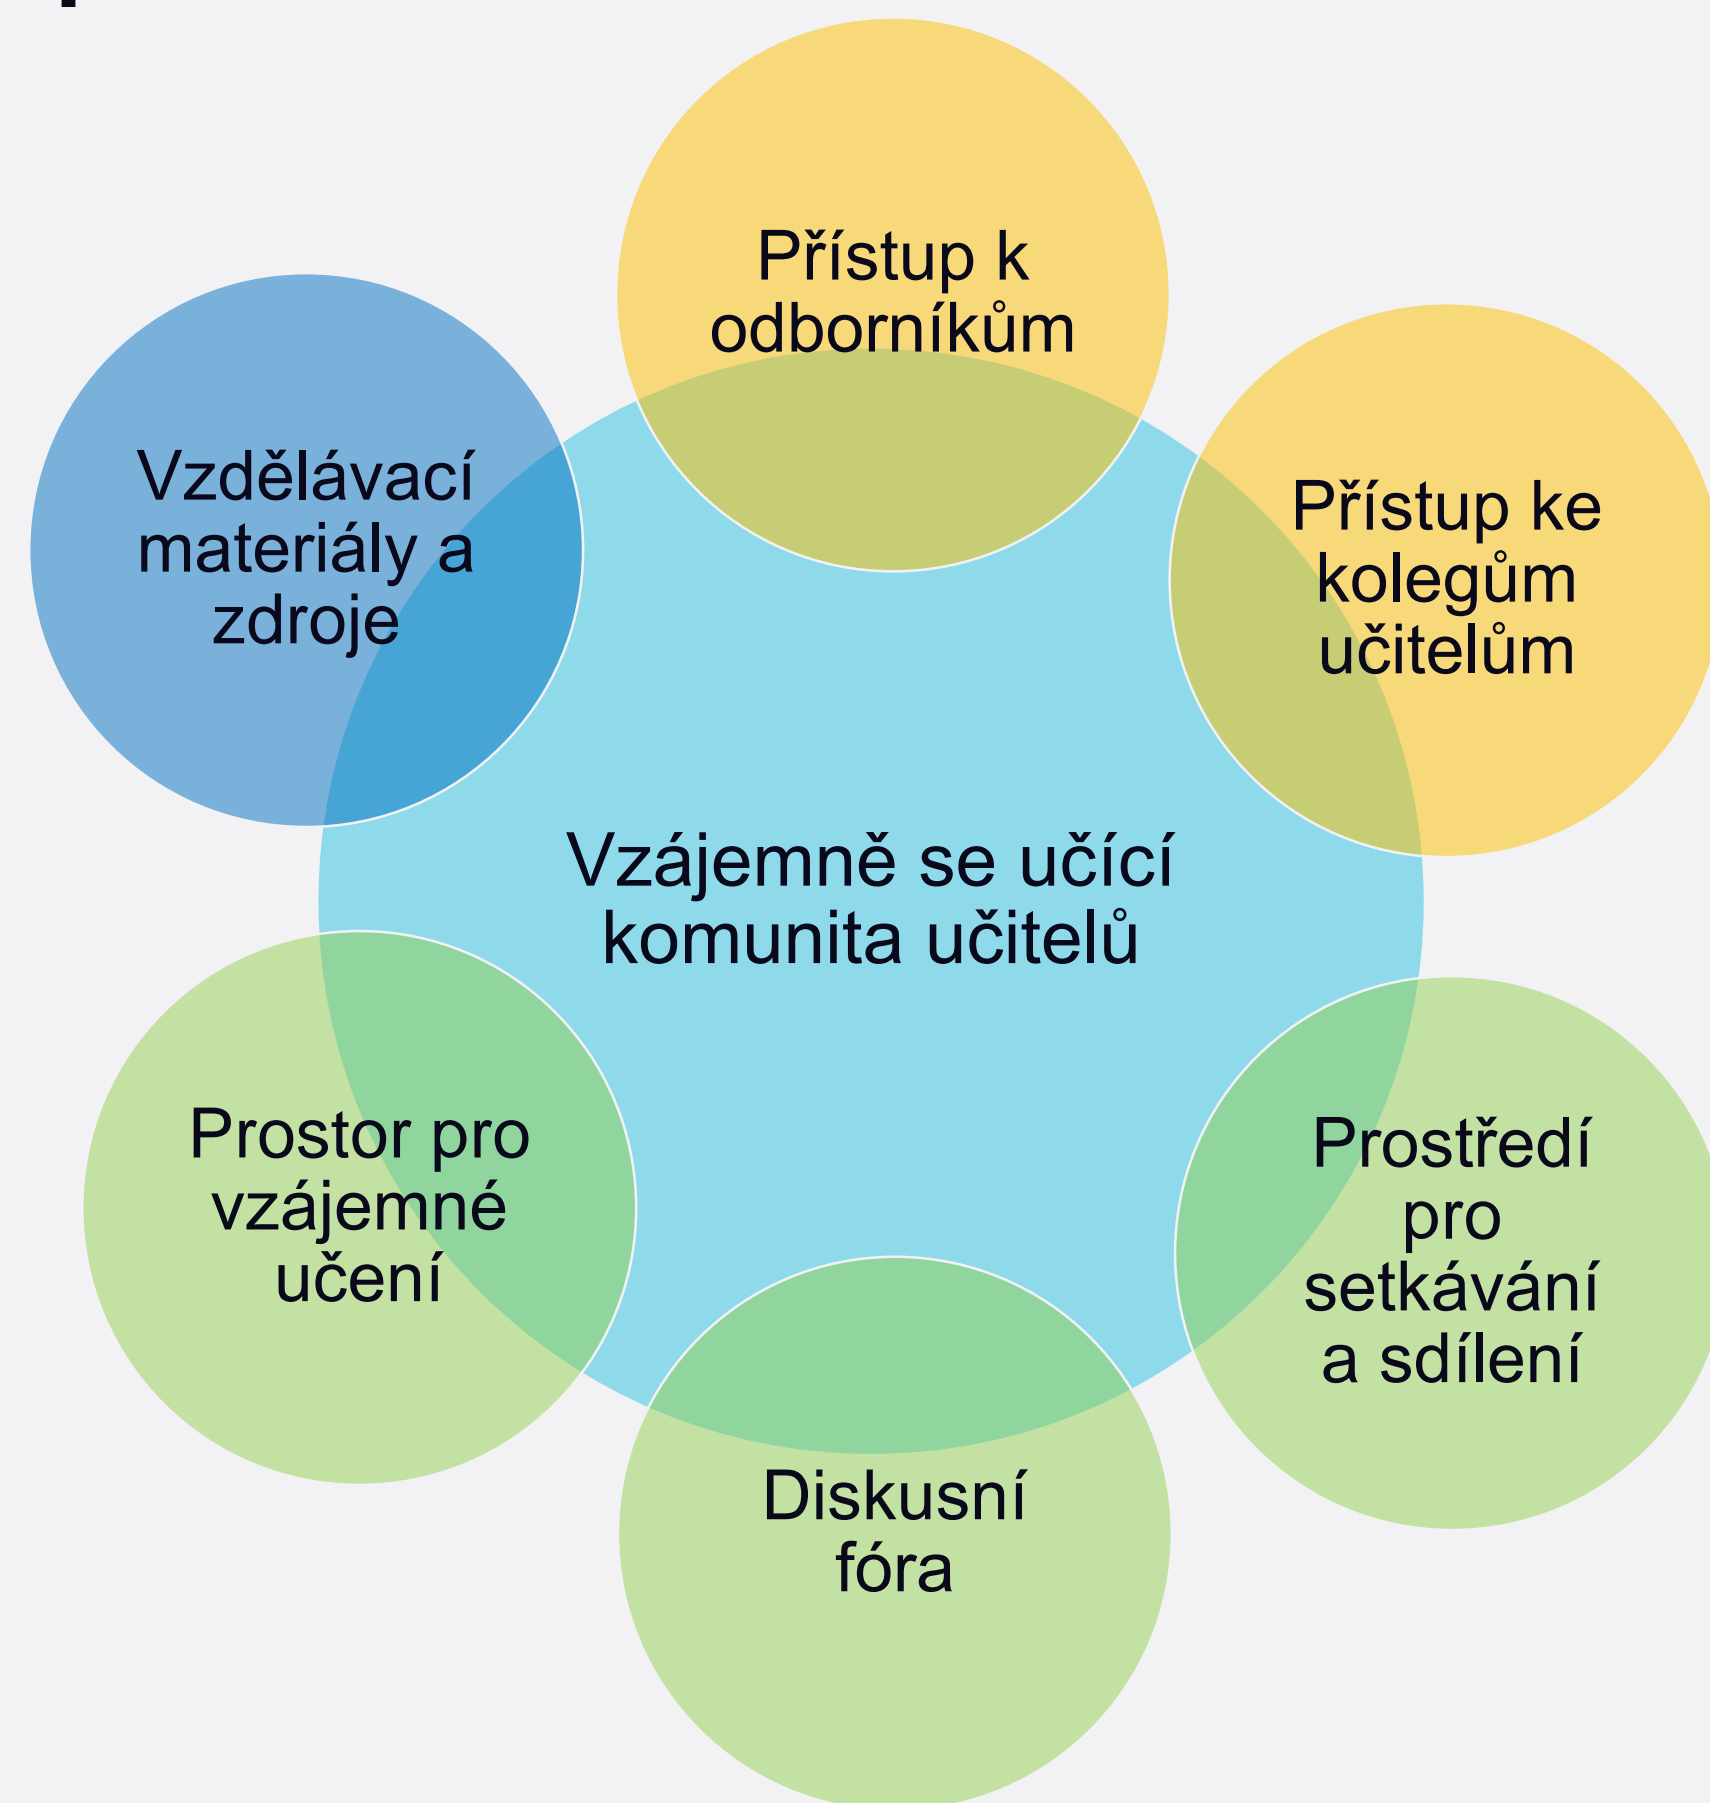 Přístup k
odborníkům
Přístup ke
kolegům
učitelům
Vzdělávací
materiály a
zdroje
Vzájemně se učící
komunita učitelů
Prostředí
pro
setkávání
a sdílení
Prostor pro
vzájemné
učení
Diskusní
fóra